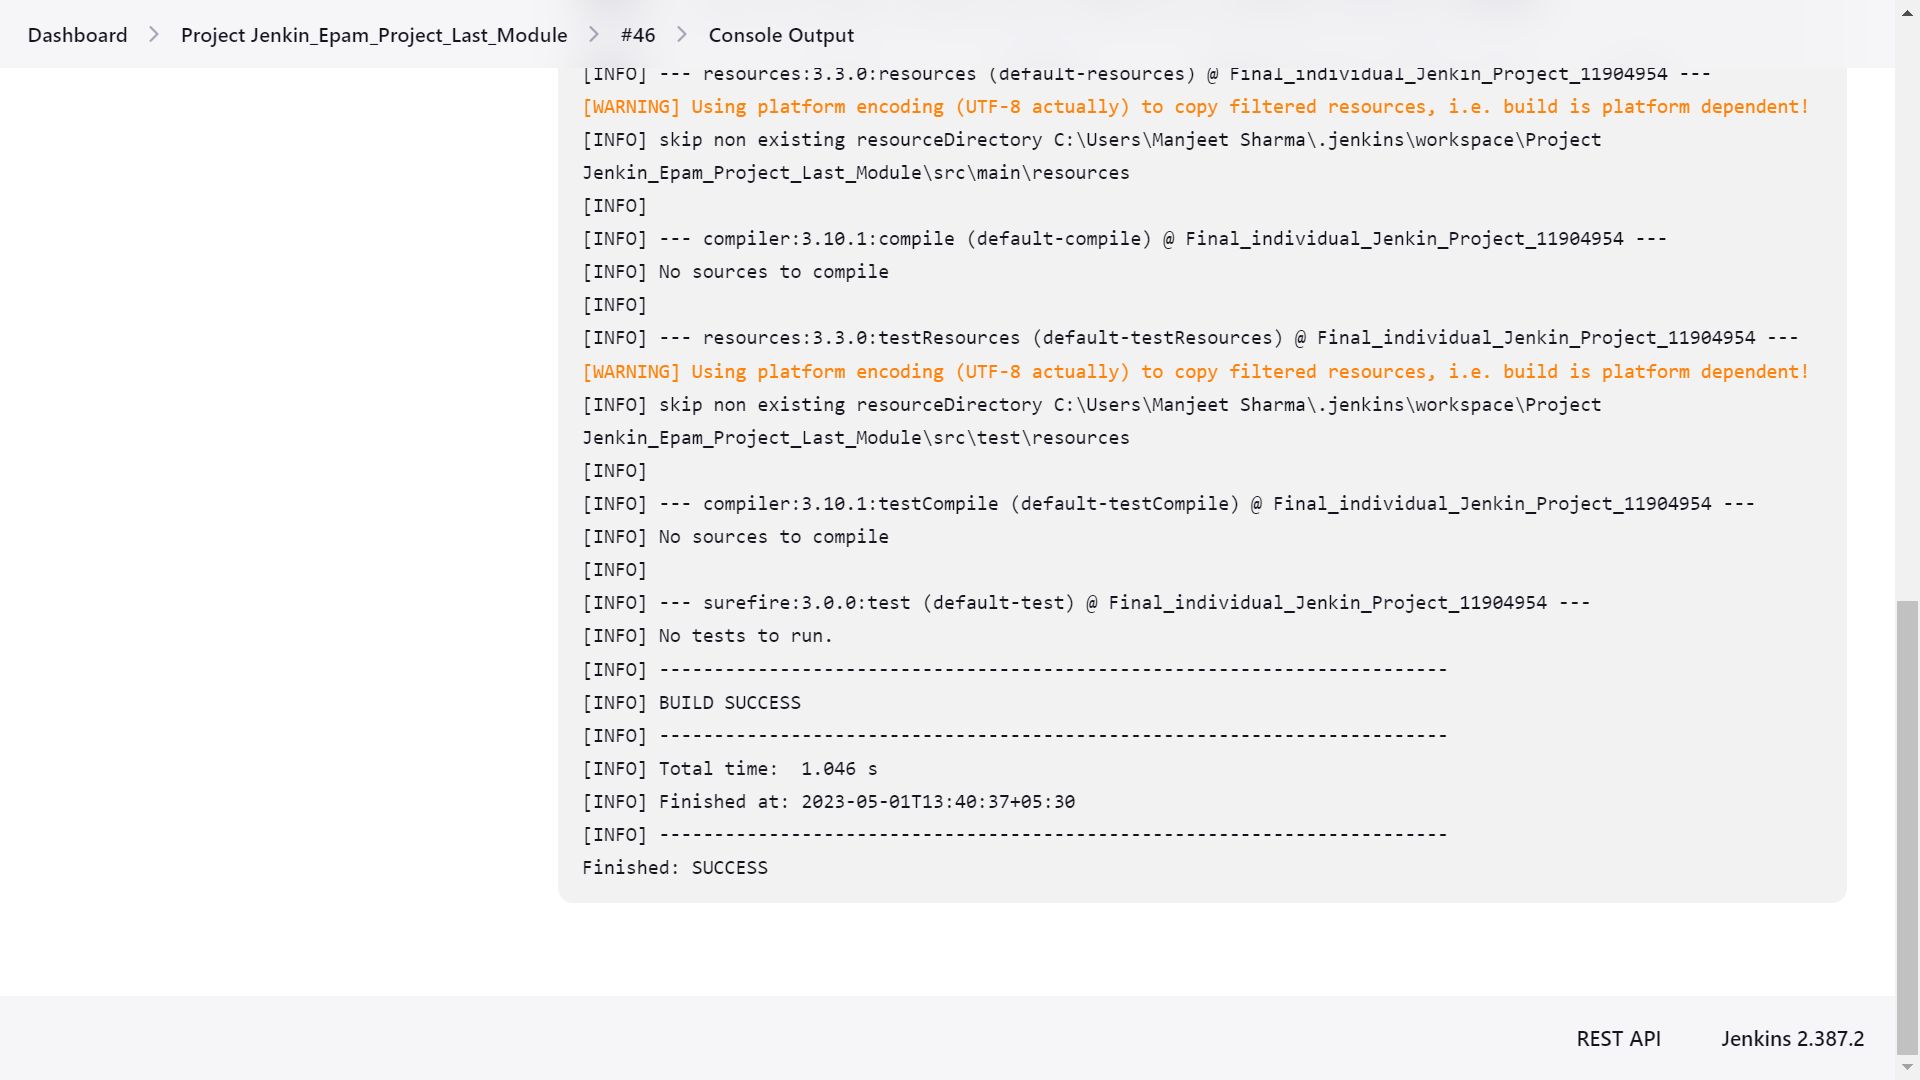 Dashboard > Project Jenkin_Epam_Project_Last_Module > #46 > Console Output
[INFO] --- resources:3.3.0:resources (default-resources) @ Final_individual_Jenkin_Project_11904954 ---
[WARNING] Using platform encoding (UTF-8 actually) to copy filtered resources, i.e. build is platform dependent!
[INFO] skip non existing resourceDirectory C:\Users\Manjeet Sharma\.jenkins\workspace\Project
Jenkin_Epam_Project_Last_Module\src\main\resources
[INFO]
[INFO] --- compiler:3.10.1:compile (default-compile) @ Final_individual_Jenkin_Project_11904954 ---
[INFO] No sources to compile
[INFO]
[INFO] --- resources:3.3.0:testResources (default-testResources) @ Final_individual_Jenkin_Project_11904954 ---
[WARNING] Using platform encoding (UTF-8 actually) to copy filtered resources, i.e. build is platform dependent!
[INFO] skip non existing resourceDirectory C:\Users\Manjeet Sharma\.jenkins\workspace\Project
Jenkin_Epam_Project_Last_Module\src\test\resources
[INFO]
[INFO] --- compiler:3.10.1:testCompile (default-testCompile) @ Final_individual_Jenkin_Project_11904954 ---
[INFO] No sources to compile
[INFO]
[INFO] --- surefire:3.0.0:test (default-test) @ Final_individual_Jenkin_Project_11904954 ---
[INFO] No tests to run.
[INFO] ------------------------------------------------------------------------
[INFO] BUILD SUCCESS
[INFO] ------------------------------------------------------------------------
[INFO] Total time:  1.046 s
[INFO] Finished at: 2023-05-01T13:40:37+05:30
[INFO] ------------------------------------------------------------------------
Finished: SUCCESS
REST API Jenkins 2.387.2